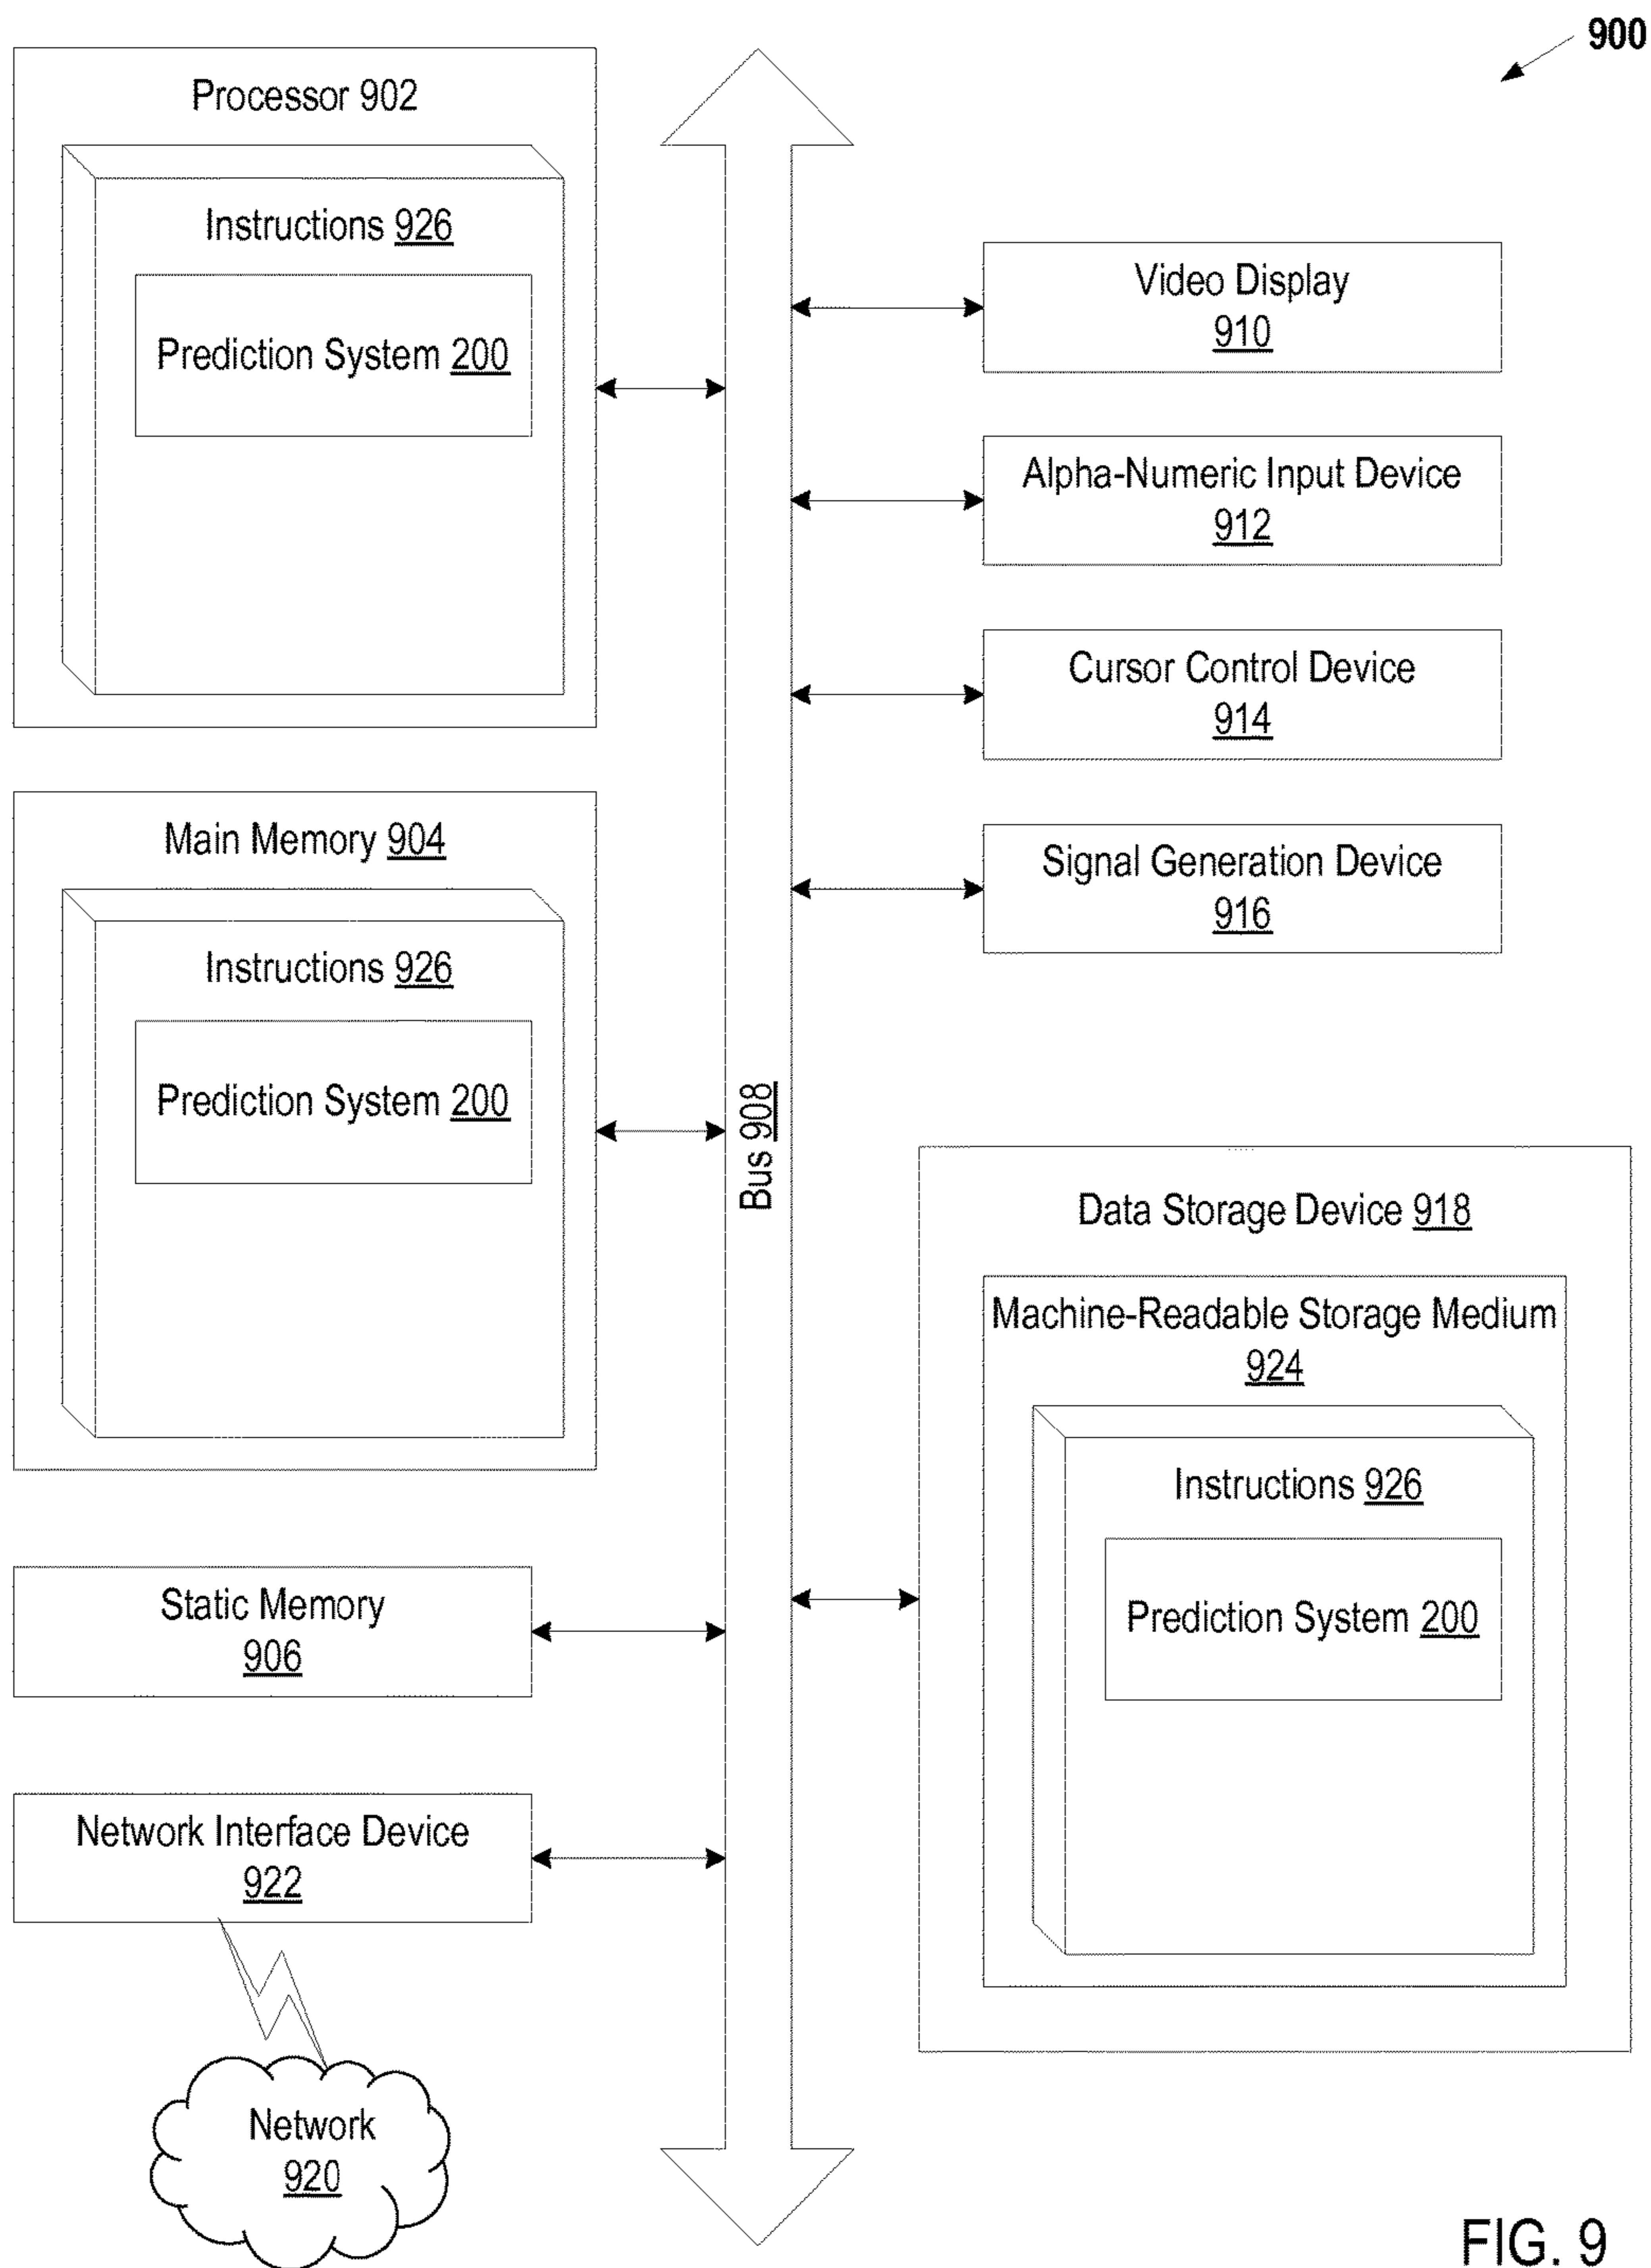 900
Processor 902
Instructions 926
Prediction System 200
Main Memory 904
Instructions 926
Prediction System 200
Static Memory
906
Network Interface Device
922
Network
920
Bus 908
Video Display
910
Alpha-Numeric Input Device
912
Cursor Control Device
914
Signal Generation Device
916
Data Storage Device 918
Machine-Readable Storage Medium
924
Instructions 926
Prediction System 200
FIG. 9